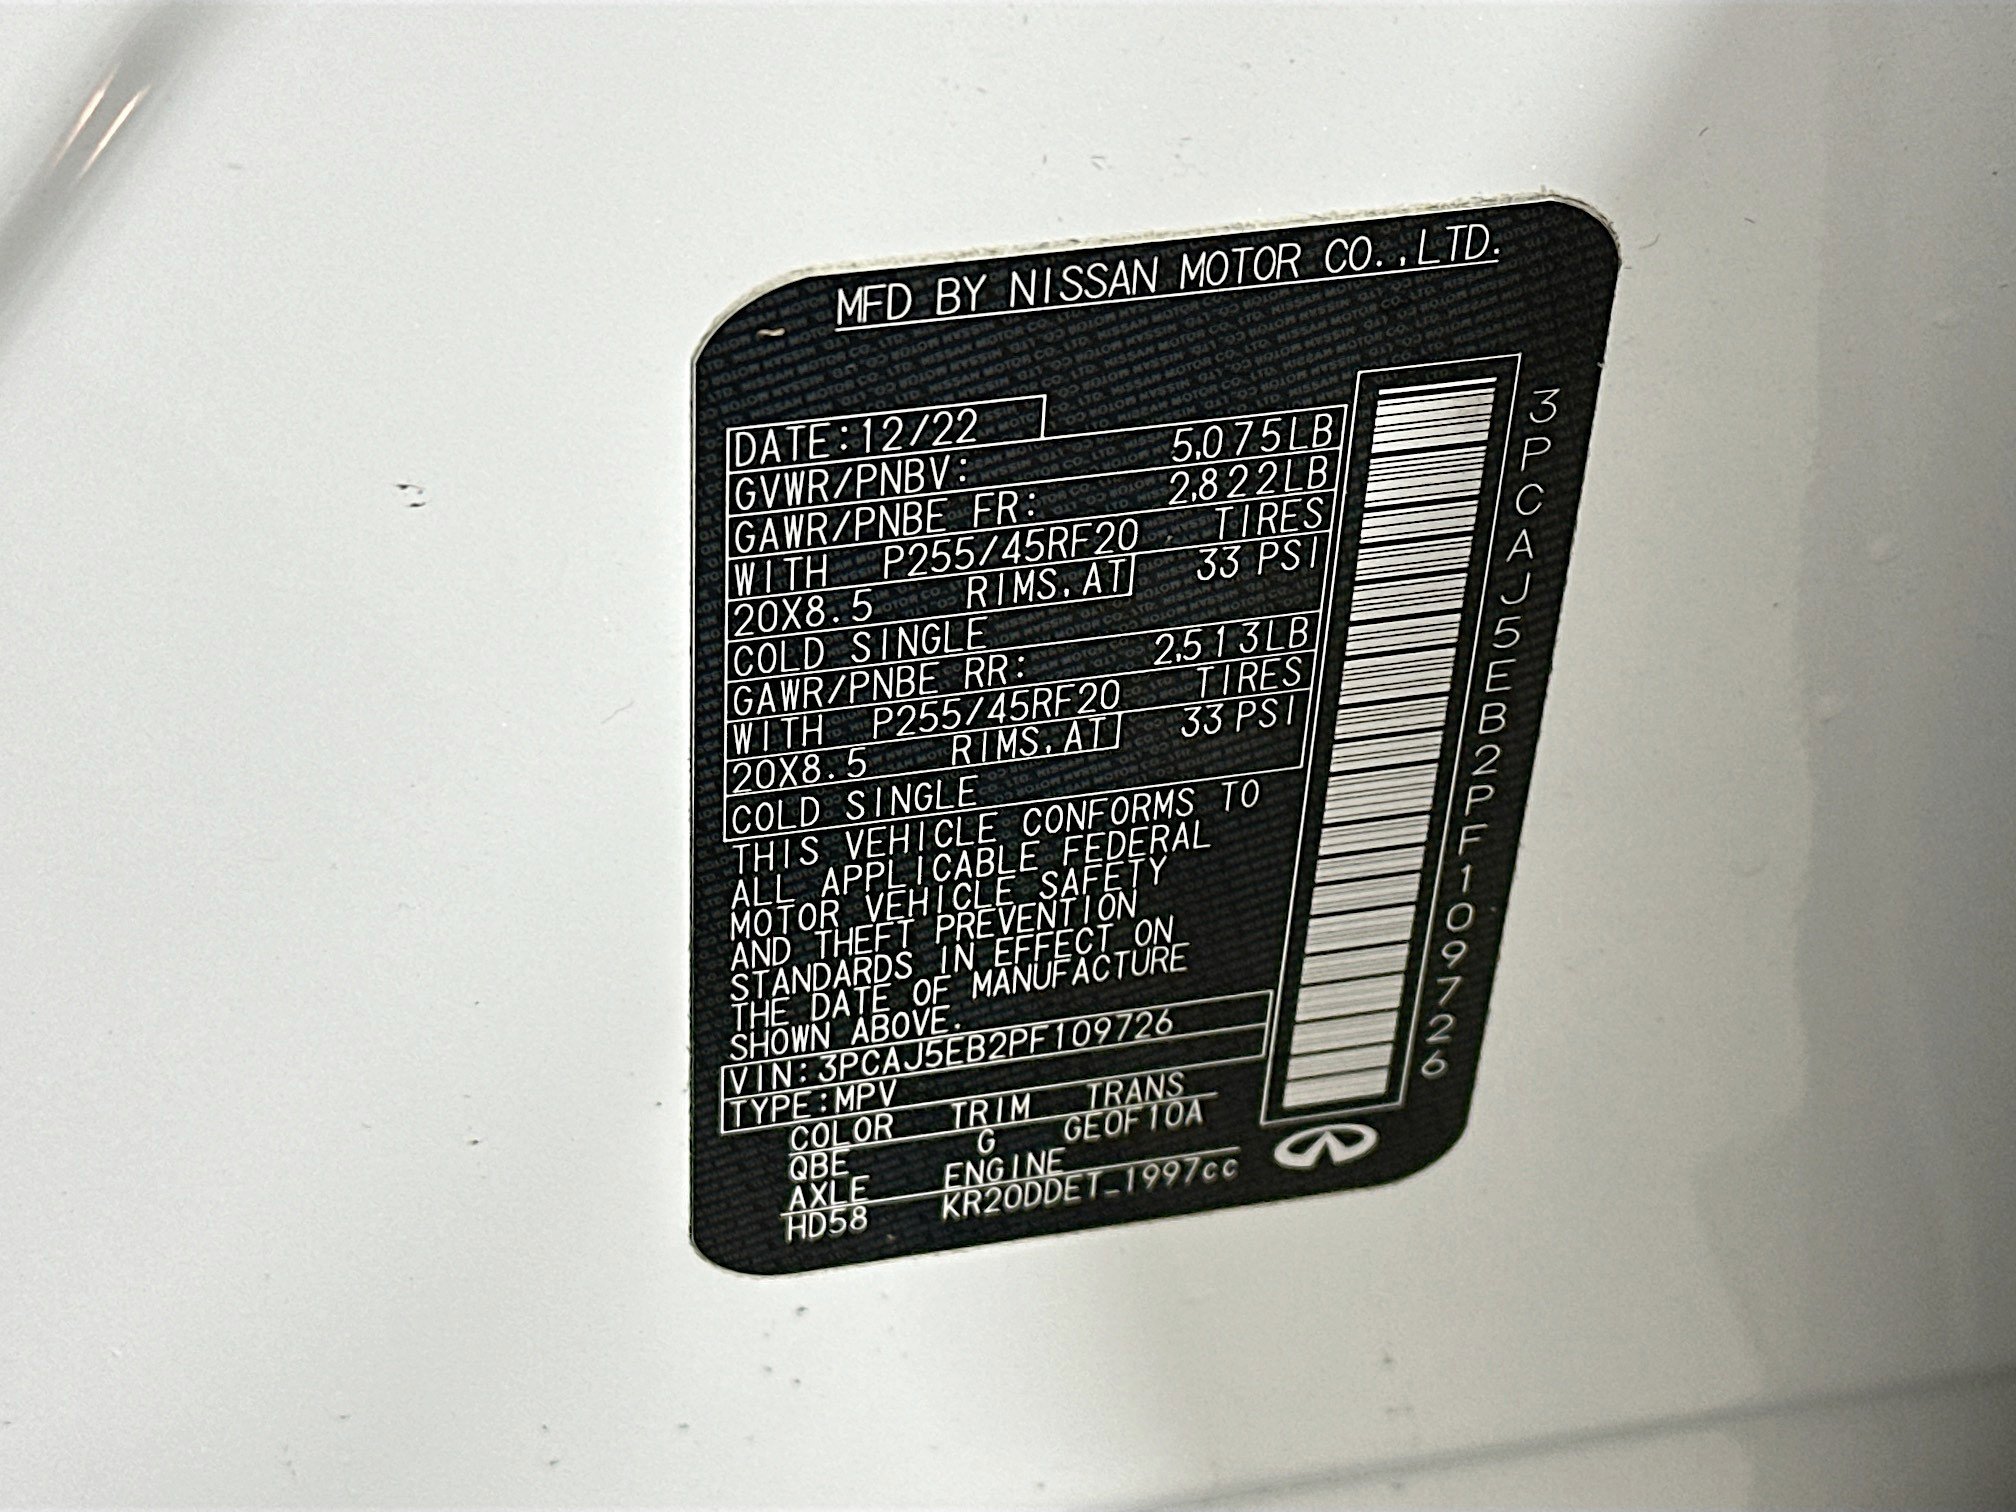 MFD BY NISSAN MOTOR CO.,LTD.
DATE:12/22
GVWR/PNBV: 5,075LB
GAWR/PNBE FR: 2,822LB
WITH P255/45RF20 TIRES
20X8.5 RIMS,AT 33 PSI
COLD SINGLE
GAWR/PNBE RR: 2,513LB
WITH P255/45RF20 TIRES
20X8.5 RIMS,AT 33 PSI
COLD SINGLE
THIS VEHICLE CONFORMS TO
ALL APPLICABLE FEDERAL
MOTOR VEHICLE SAFETY
AND THEFT PREVENTION
STANDARDS IN EFFECT ON
THE DATE OF MANUFACTURE
SHOWN ABOVE.
VIN:3PCAJ5EB2PF109726
TYPE:MPV
COLOR TRIM TRANS
QBE G GE0F10A
AXLE ENGINE
HD58 KR20DDET_1997cc
3PCAJ5EB2PF109726